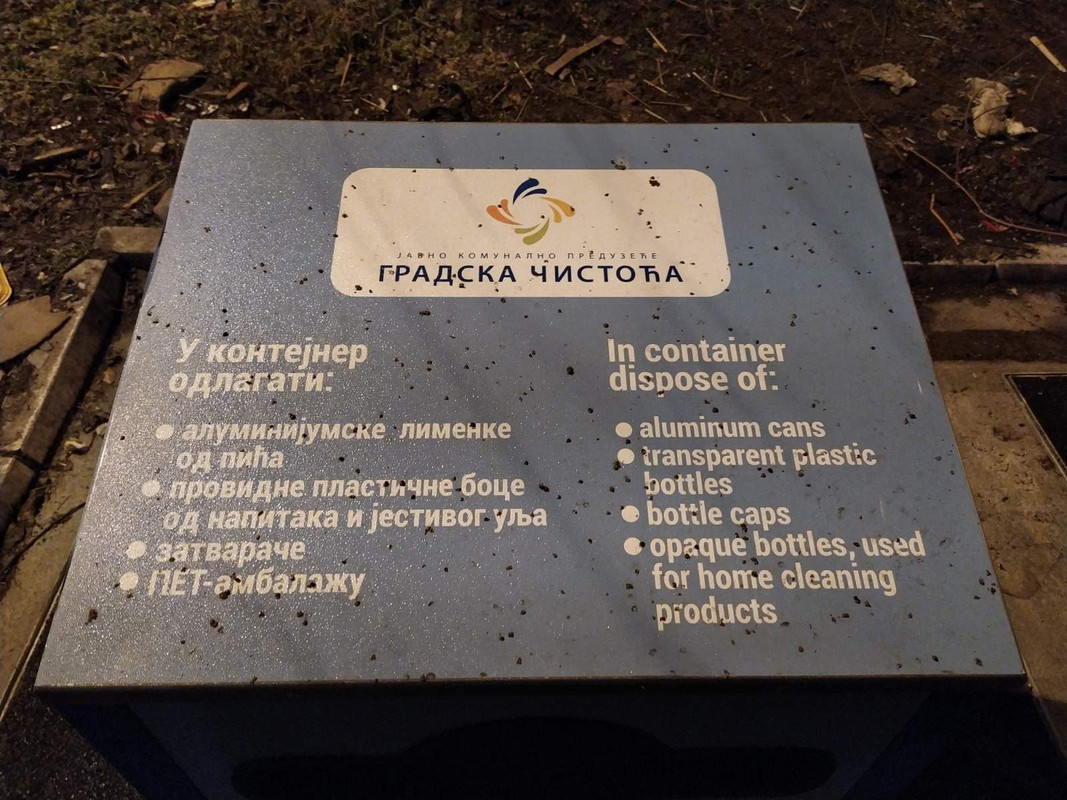 ЈАВНО КОМУНАЛНО ПРЕДУЗЕЋЕ
ГРАДСКА ЧИСТОЋА
У контејнер
одлагати:
• алуминијумске лименке
од пића
• провидне пластичне боце
од напитака и јестивог уља
• затвараче
• ПЕТ-амбалажу
In container
dispose of:
• aluminum cans
• transparent plastic
bottles
• bottle caps
• opaque bottles, used
for home cleaning
products